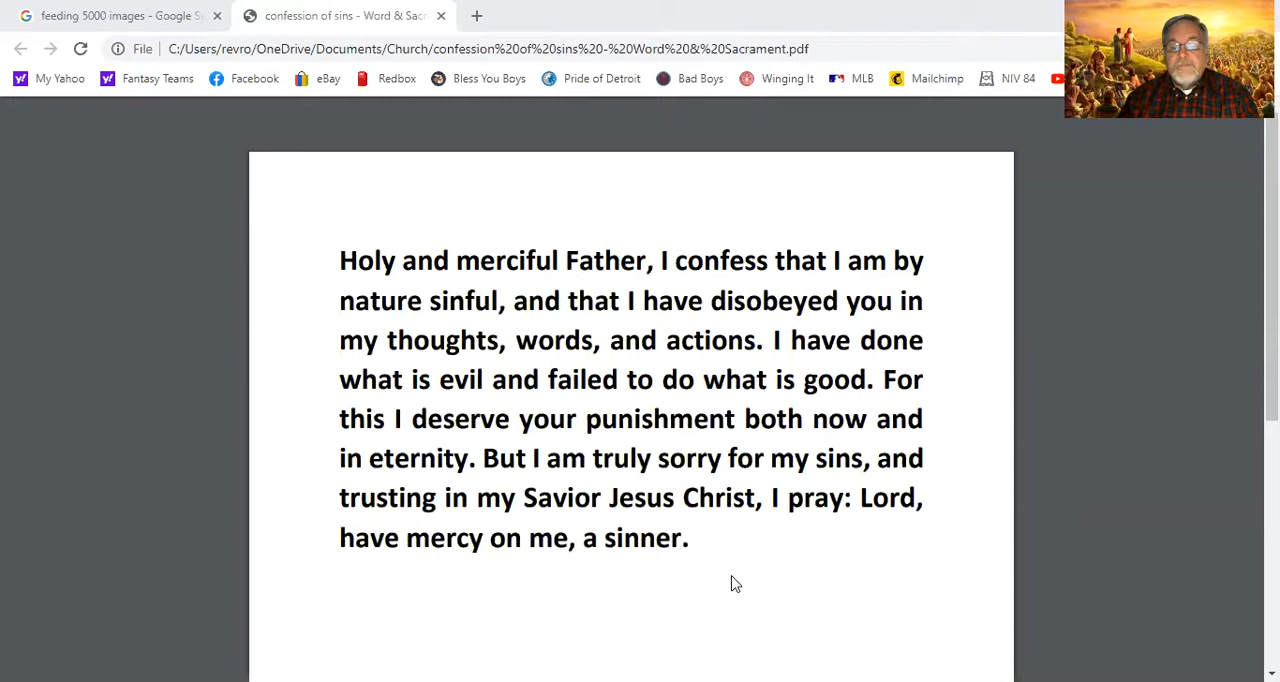 feeding 5000 images - Google Se
confession of sins - Word & Sacr
File
C:/Users/revro/OneDrive/Documents/Church/confession%20of%20sins%20-%20Word%20&%20Sacrament.pdf
My Yahoo Fantasy Teams Facebook eBay Redbox Bless You Boys Pride of Detroit Bad Boys Winging It MLB Mailchimp NIV 84
Holy and merciful Father, I confess that I am by
nature sinful, and that I have disobeyed you in
my thoughts, words, and actions. I have done
what is evil and failed to do what is good. For
this I deserve your punishment both now and
in eternity. But I am truly sorry for my sins, and
trusting in my Savior Jesus Christ, I pray: Lord,
have mercy on me, a sinner.